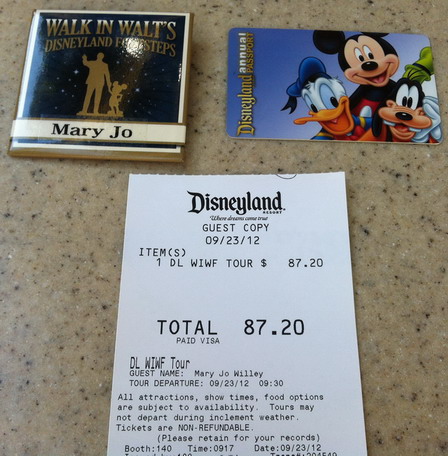 WALK IN WALT'S
DISNEYLAND FOOTSTEPS
Mary Jo
Disneyland annual PASSPORT
Disneyland
RESORT
Where dreams come true
GUEST COPY
09/23/12
ITEM(S)
1 DL WIWF TOUR $ 87.20
TOTAL 87.20
PAID VISA
DL WIWF Tour
GUEST NAME: Mary Jo Willey
TOUR DEPARTURE: 09/23/12 09:30
All attractions, show times, food options
are subject to availability. Tours may
not depart during inclement weather.
Tickets are NON-REFUNDABLE.
(Please retain for your records)
Booth:140 Time:0917 Date:09/23/12